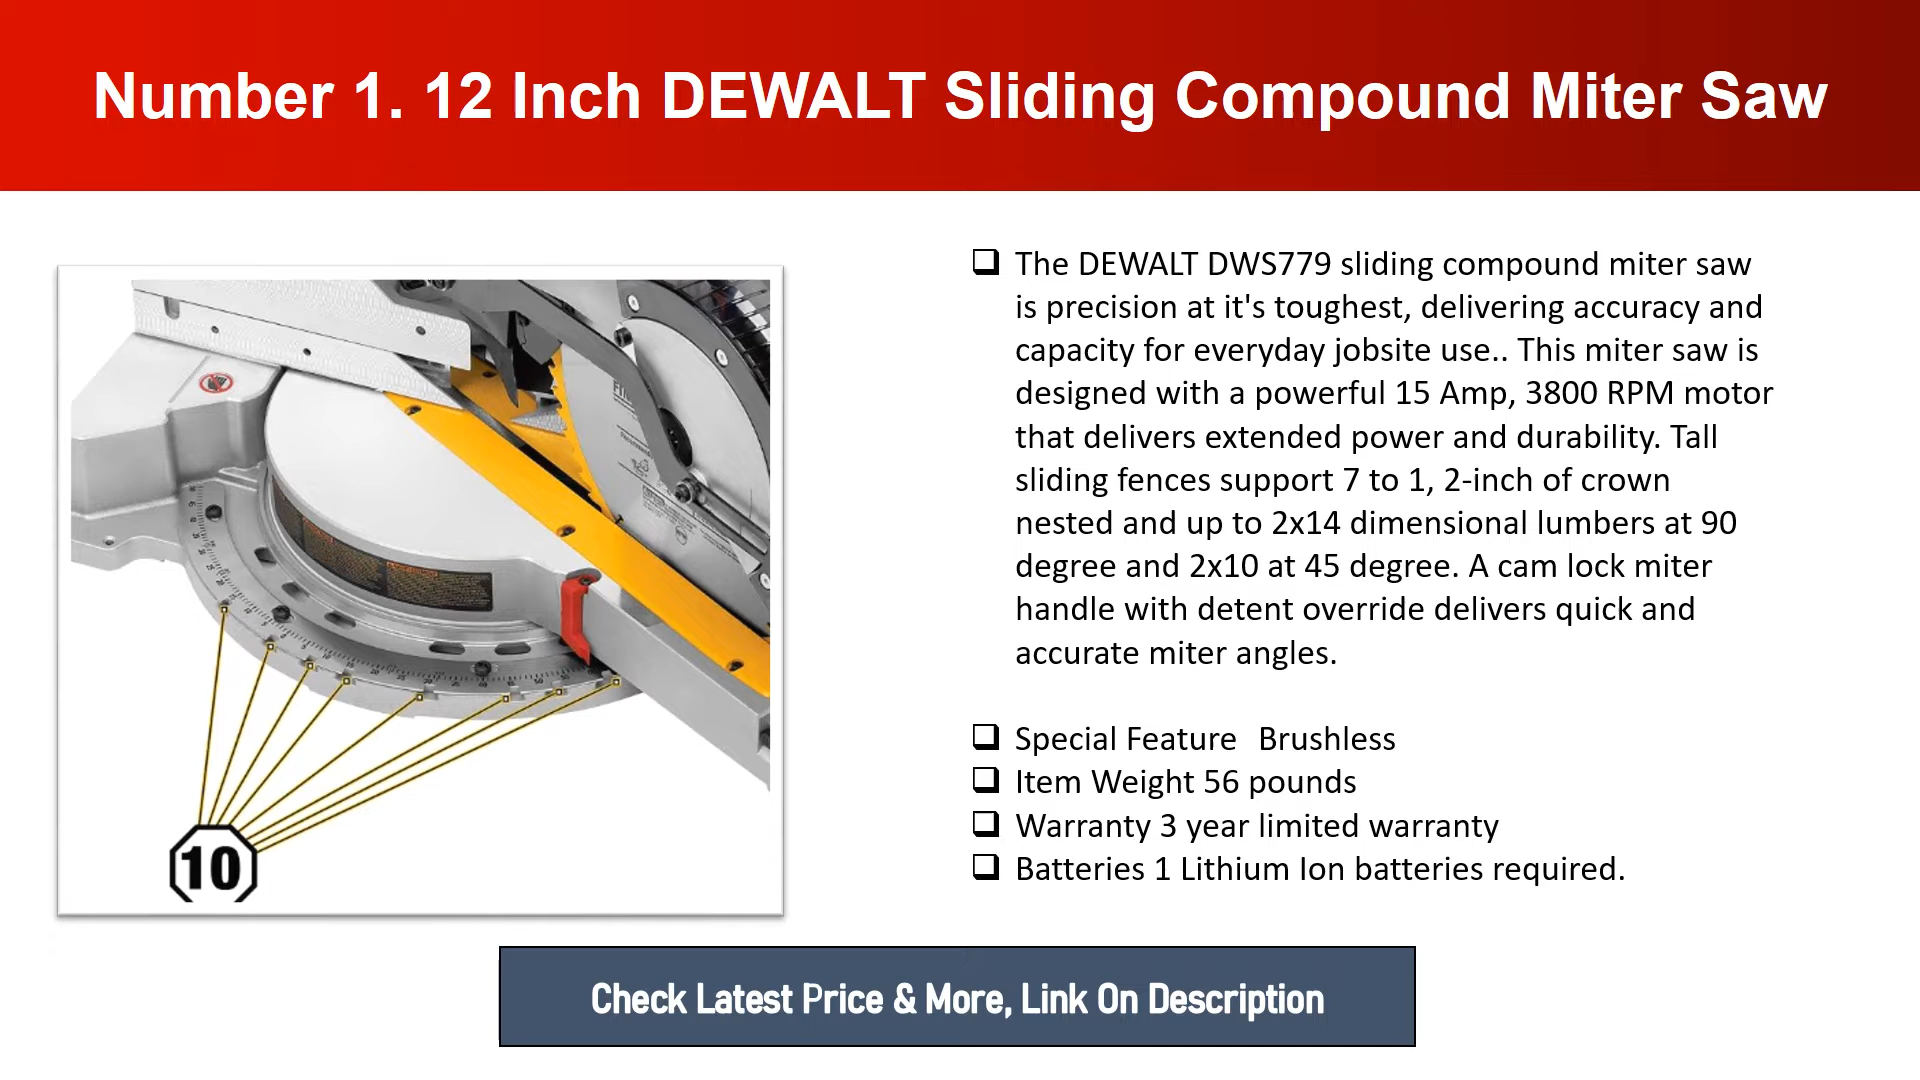 Number 1. 12 Inch DEWALT Sliding Compound Miter Saw
The DEWALT DWS779 sliding compound miter saw
is precision at it's toughest, delivering accuracy and
capacity for everyday jobsite use.. This miter saw is
designed with a powerful 15 Amp, 3800 RPM motor
that delivers extended power and durability. Tall
sliding fences support 7 to 1, 2-inch of crown
nested and up to 2x14 dimensional lumbers at 90
degree and 2x10 at 45 degree. A cam lock miter
handle with detent override delivers quick and
accurate miter angles.
Special Feature Brushless
Item Weight 56 pounds
Warranty 3 year limited warranty
Batteries 1 Lithium Ion batteries required.
10
Check Latest Price & More, Link On Description